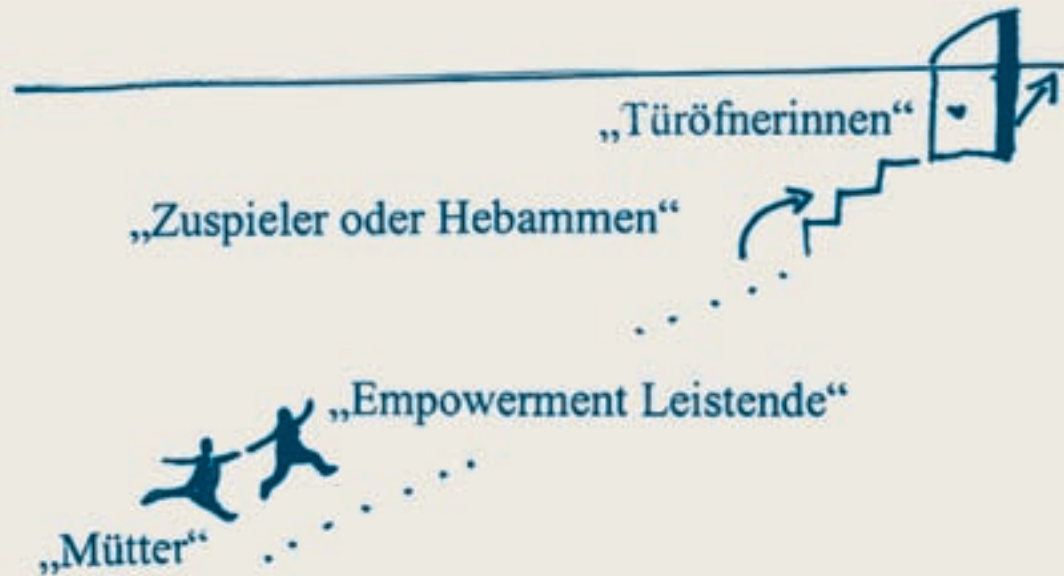 „Türöfnerinnen“
„Zuspieler oder Hebammen“
„Empowerment Leistende“
„Mütter“